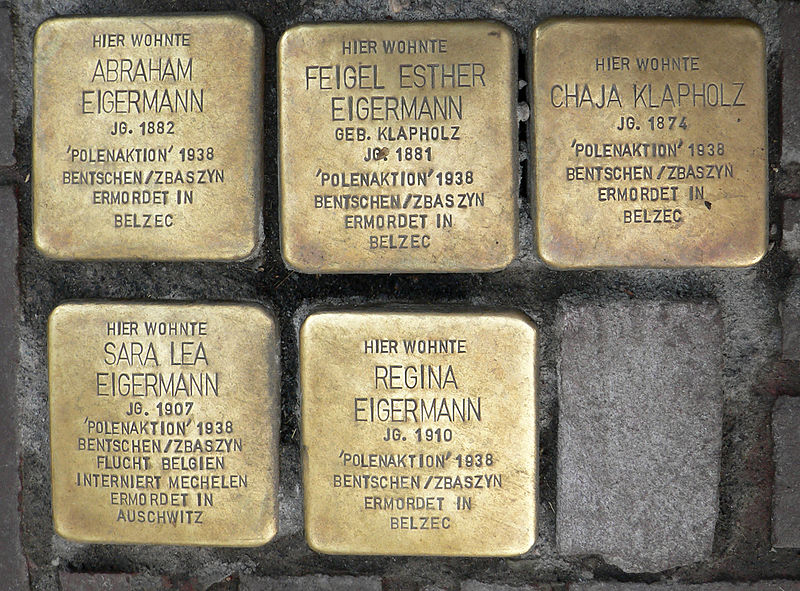 HIER WOHNTE
ABRAHAM
EIGERMANN
JG. 1882
'POLENAKTION' 1938
BENTSCHEN/ZBASZYN
ERMORDET IN
BELZEC
HIER WOHNTE
FEIGEL ESTHER
EIGERMANN
GEB. KLAPHOLZ
JG. 1881
'POLENAKTION' 1938
BENTSCHEN/ZBASZYN
ERMORDET IN
BELZEC
HIER WOHNTE
CHAJA KLAPHOLZ
JG. 1874
'POLENAKTION' 1938
BENTSCHEN/ZBASZYN
ERMORDET IN
BELZEC
HIER WOHNTE
SARA LEA
EIGERMANN
JG. 1907
'POLENAKTION' 1938
BENTSCHEN/ZBASZYN
FLUCHT BELGIEN
INTERNIERT MECHELEN
ERMORDET IN
AUSCHWITZ
HIER WOHNTE
REGINA
EIGERMANN
JG. 1910
'POLENAKTION' 1938
BENTSCHEN/ZBASZYN
ERMORDET IN
BELZEC